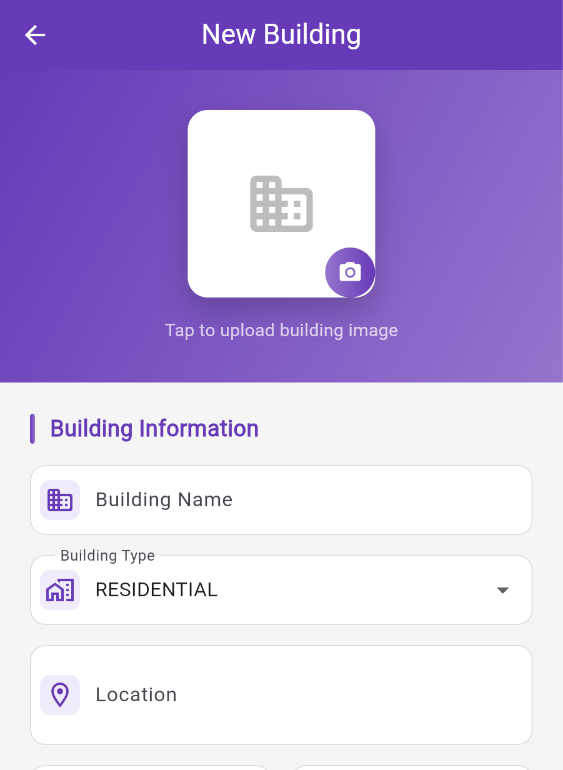 New Building
Tap to upload building image
Building Information
Building Name
Building Type
RESIDENTIAL
Location